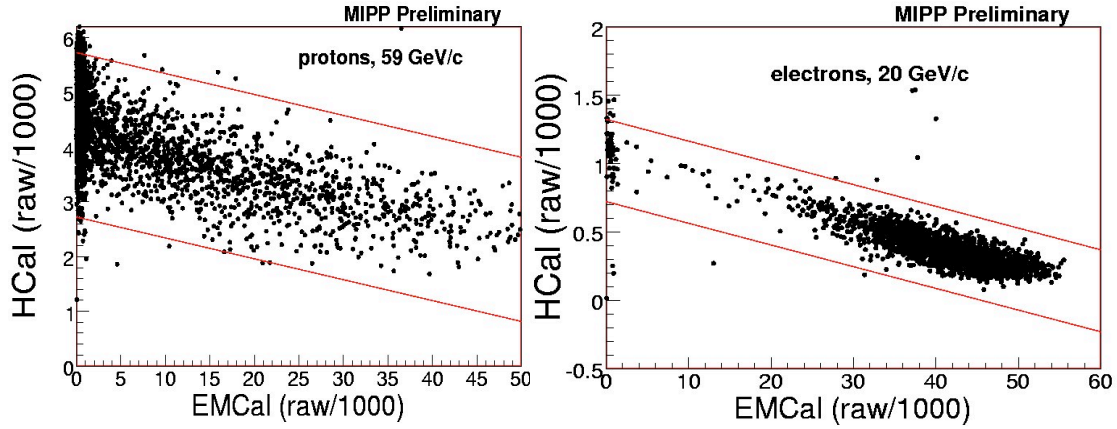 MIPP Preliminary
protons, 59 GeV/c
HCal (raw/1000)
6
5
4
3
2
1
0
0 5 10 15 20 25 30 35 40 45 50
EMCal (raw/1000)
MIPP Preliminary
electrons, 20 GeV/c
HCal (raw/1000)
2
1.5
1
0.5
0
-0.5
0 10 20 30 40 50 60
EMCal (raw/1000)